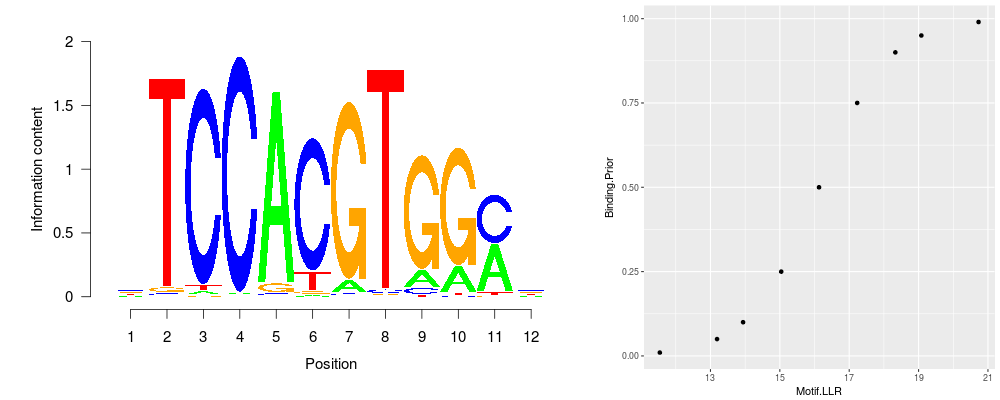 Information content
2
1.5
1
0.5
0
TCCACGTGGC
TAAAA
1 2 3 4 5 6 7 8 9 10 11 12
Position
Binding.Prior
1.00
0.75
0.50
0.25
0.00
13 15 17 19 21
Motif.LLR